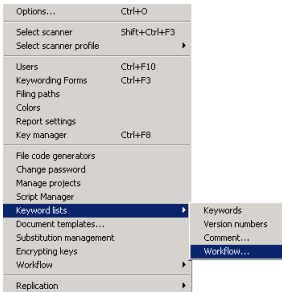 Options... Ctrl+O
Select scanner Shift+Ctrl+F3
Select scanner profile
Users Ctrl+F10
Keywording Forms Ctrl+F3
Filing paths
Colors
Report settings
Key manager Ctrl+F8
File code generators
Change password
Manage projects
Script Manager
Keyword lists
Keywords
Document templates...
Version numbers
Substitution management
Comment...
Encrypting keys
Workflow...
Workflow
Replication